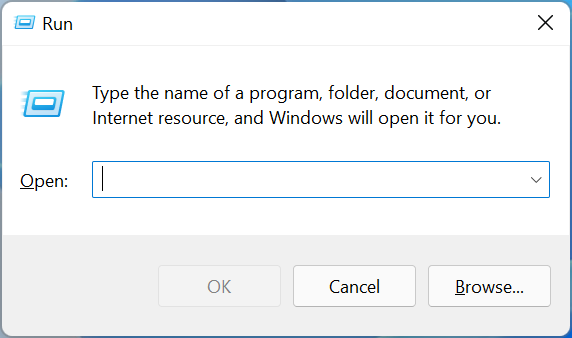 Run
Type the name of a program, folder, document, or
Internet resource, and Windows will open it for you.
Open:
OK
Cancel
Browse...